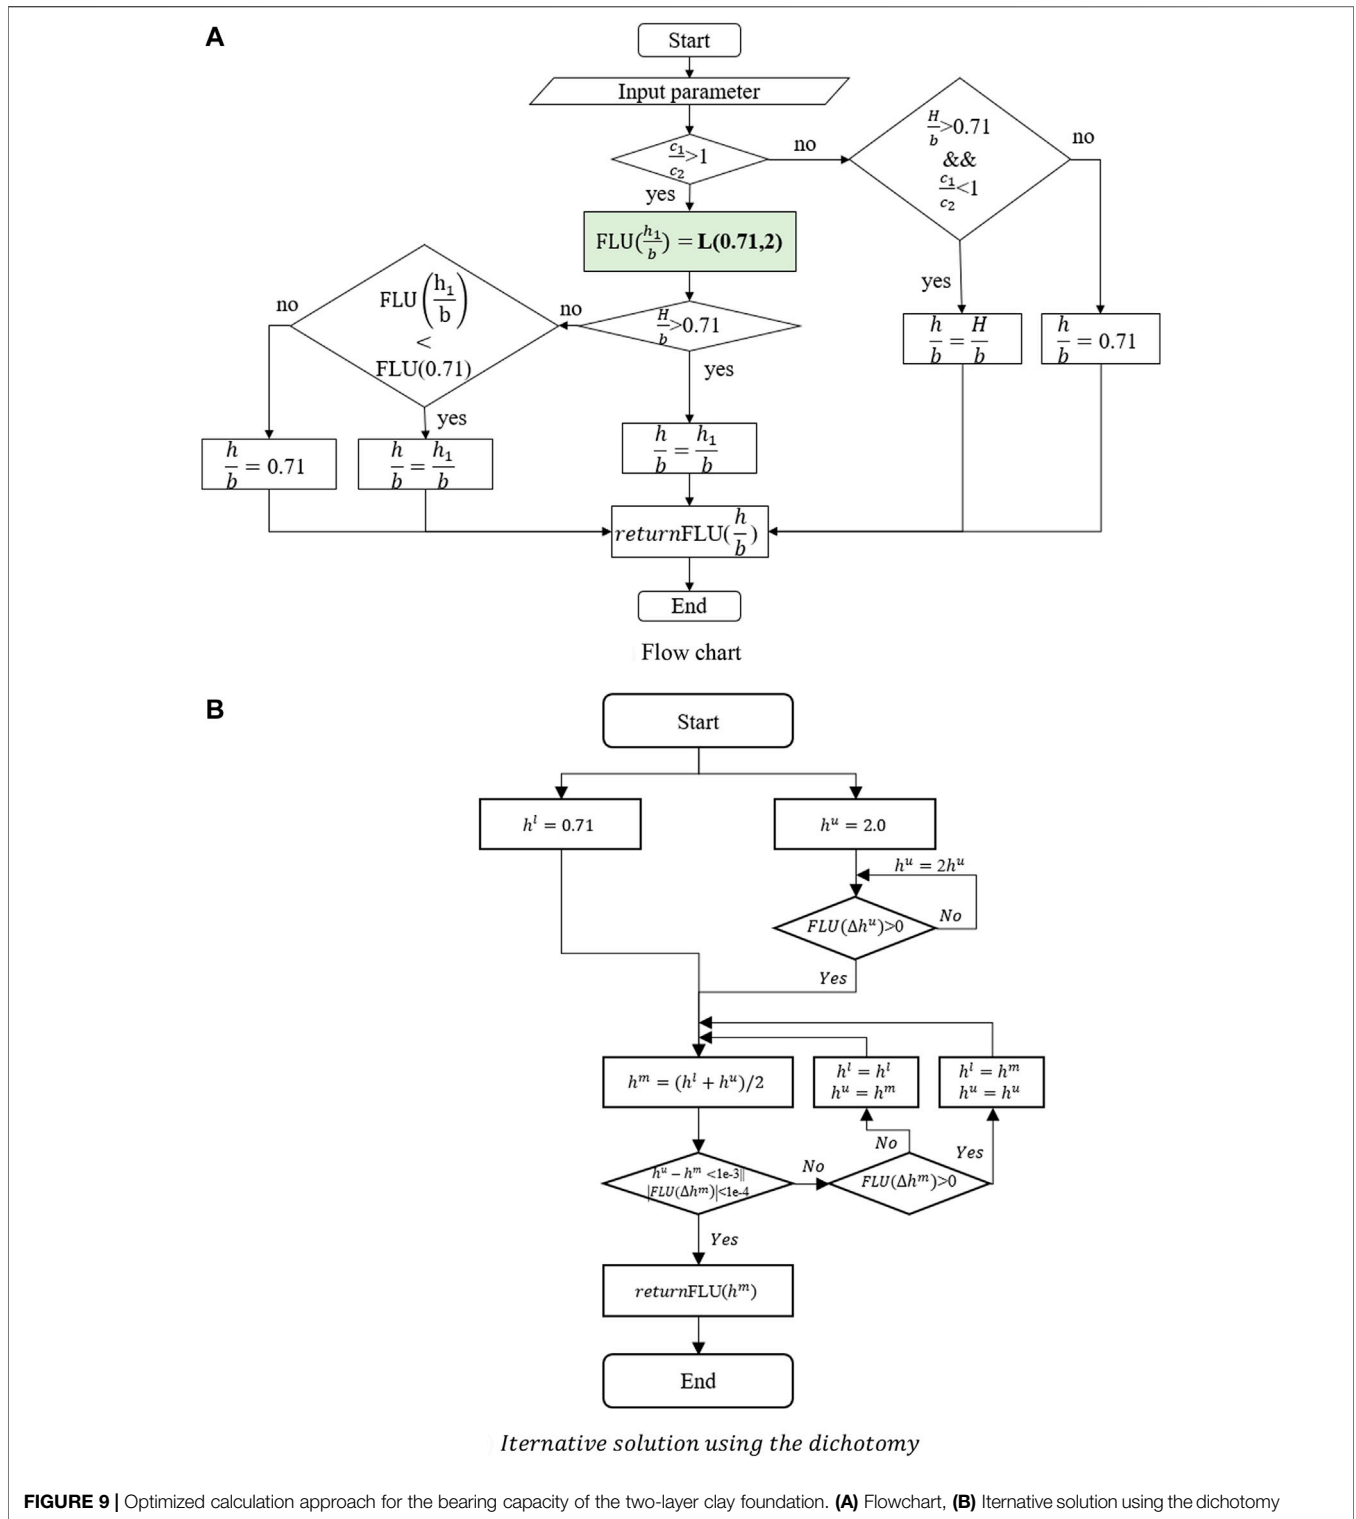 A
Start
Input parameter
c₁/c₂>1
no
yes
H/b>0.71
&&
c₁/c₂<1
no
yes
FLU(h₁/b) = L(0.71,2)
H/b>0.71
no
yes
FLU(h₁/b)
<
FLU(0.71)
no
yes
h/b = H/b
h/b = 0.71
h/b = 0.71
h/b = h₁/b
h/b = h₁/b
returnFLU(h/b)
End
Flow chart
B
Start
hˡ = 0.71
hᵘ = 2.0
hᵘ = 2hᵘ
FLU(Δhᵘ)>0
No
Yes
hᵐ = (hˡ + hᵘ)/2
hˡ = hˡ
hᵘ = hᵐ
hˡ = hᵐ
hᵘ = hᵘ
No
Yes
hᵘ − hᵐ <1e-3||
|FLU(Δhᵐ)|<1e-4
No
FLU(Δhᵐ)>0
Yes
returnFLU(hᵐ)
End
Iternative solution using the dichotomy
FIGURE 9 | Optimized calculation approach for the bearing capacity of the two-layer clay foundation. (A) Flowchart, (B) Iternative solution using the dichotomy